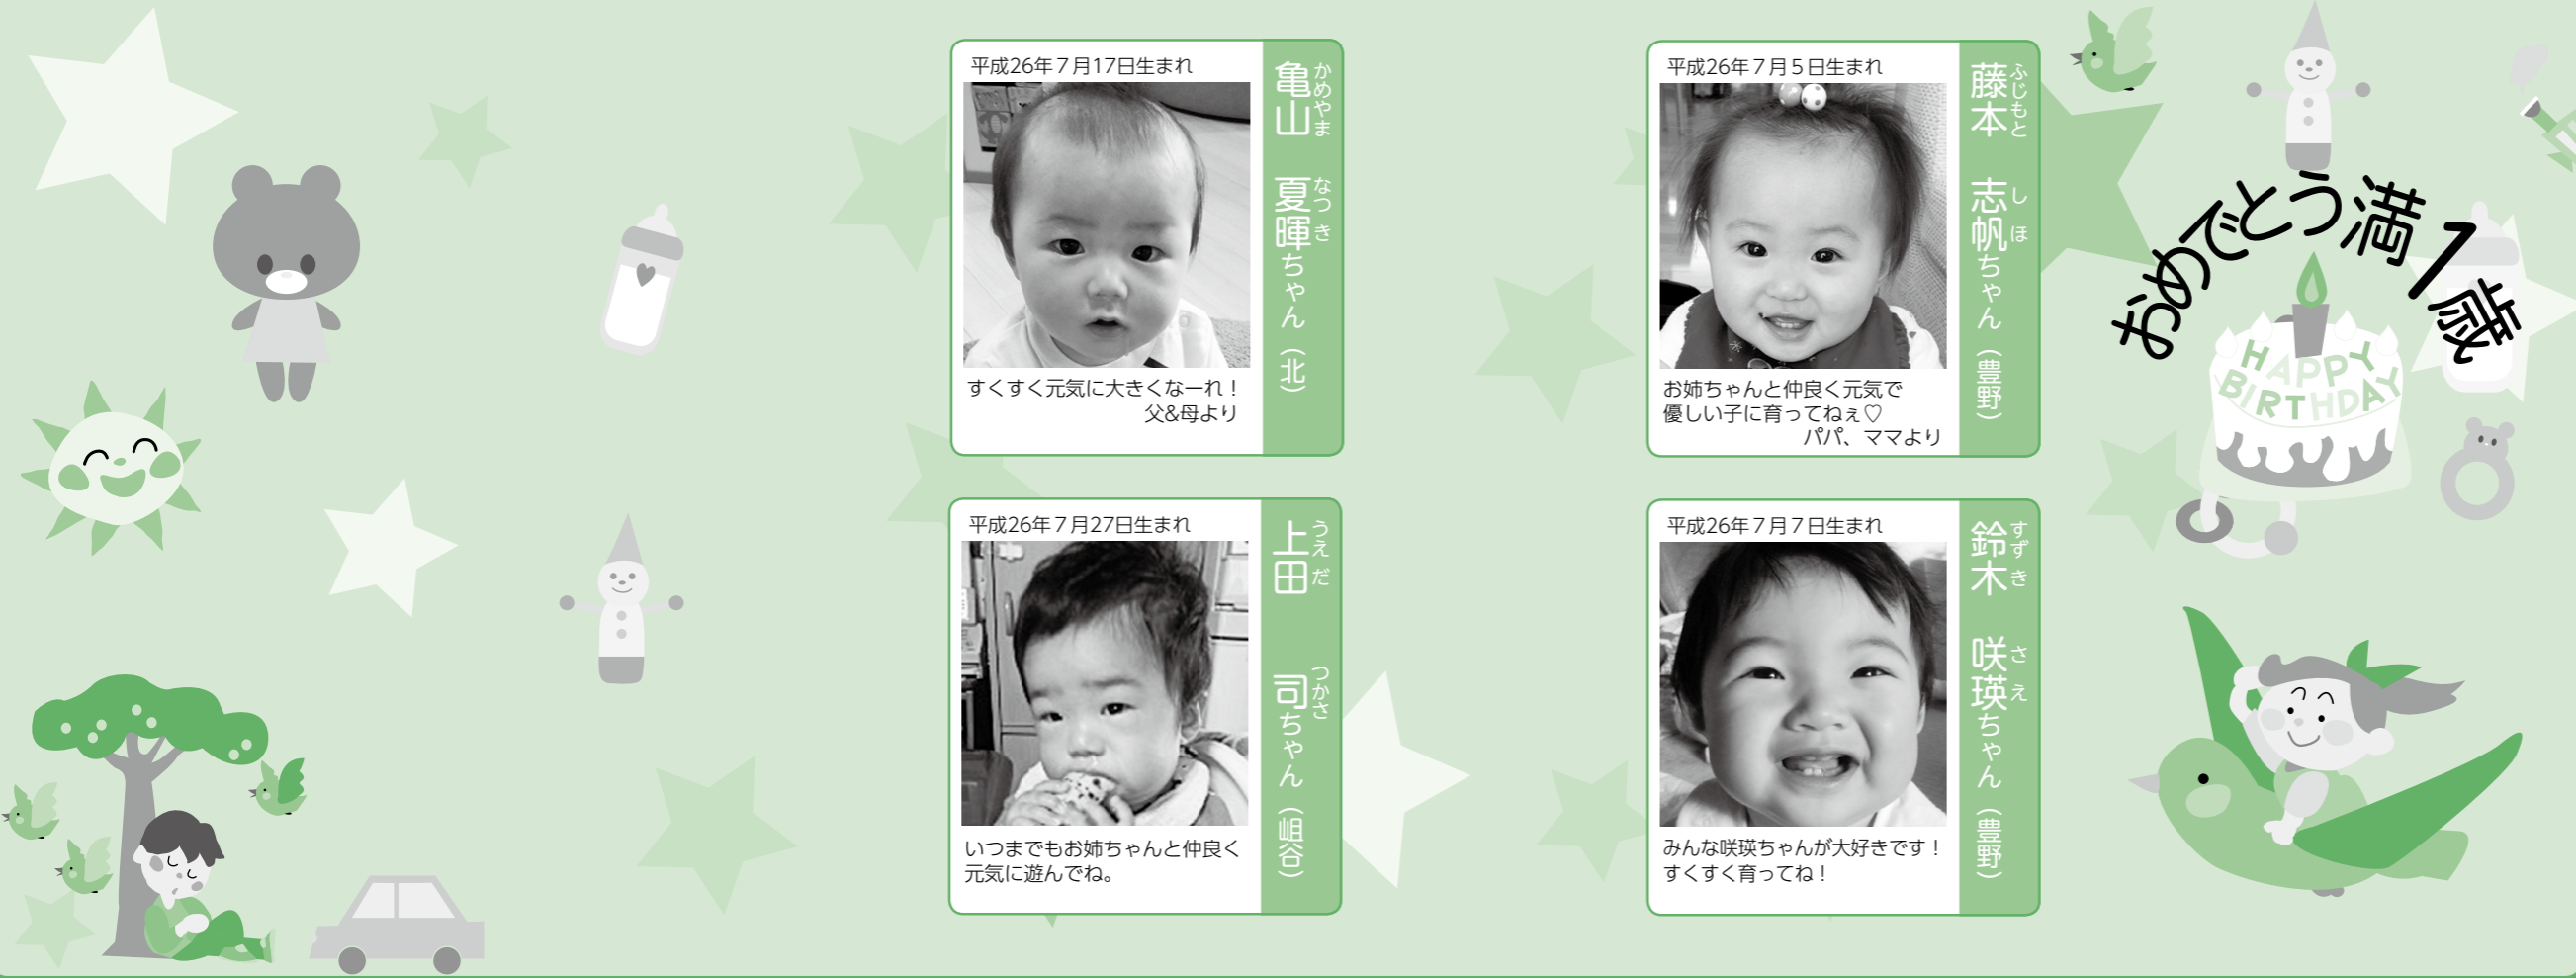 おめでとう満1歳
HAPPY
BIRTHDAY
藤本 志帆ちゃん（豊野）
ふじもと しほ
平成26年７月５日生まれ
お姉ちゃんと仲良く元気で
優しい子に育ってねぇ♡
パパ、ママより
鈴木 咲瑛ちゃん（豊野）
すずき さえ
平成26年７月７日生まれ
みんな咲瑛ちゃんが大好きです！
すくすく育ってね！
亀山 夏暉ちゃん（北）
かめやま なつき
平成26年７月17日生まれ
すくすく元気に大きくなーれ！
父&母より
上田 司ちゃん（岨谷）
うえだ つかさ
平成26年７月27日生まれ
いつまでもお姉ちゃんと仲良く
元気に遊んでね。